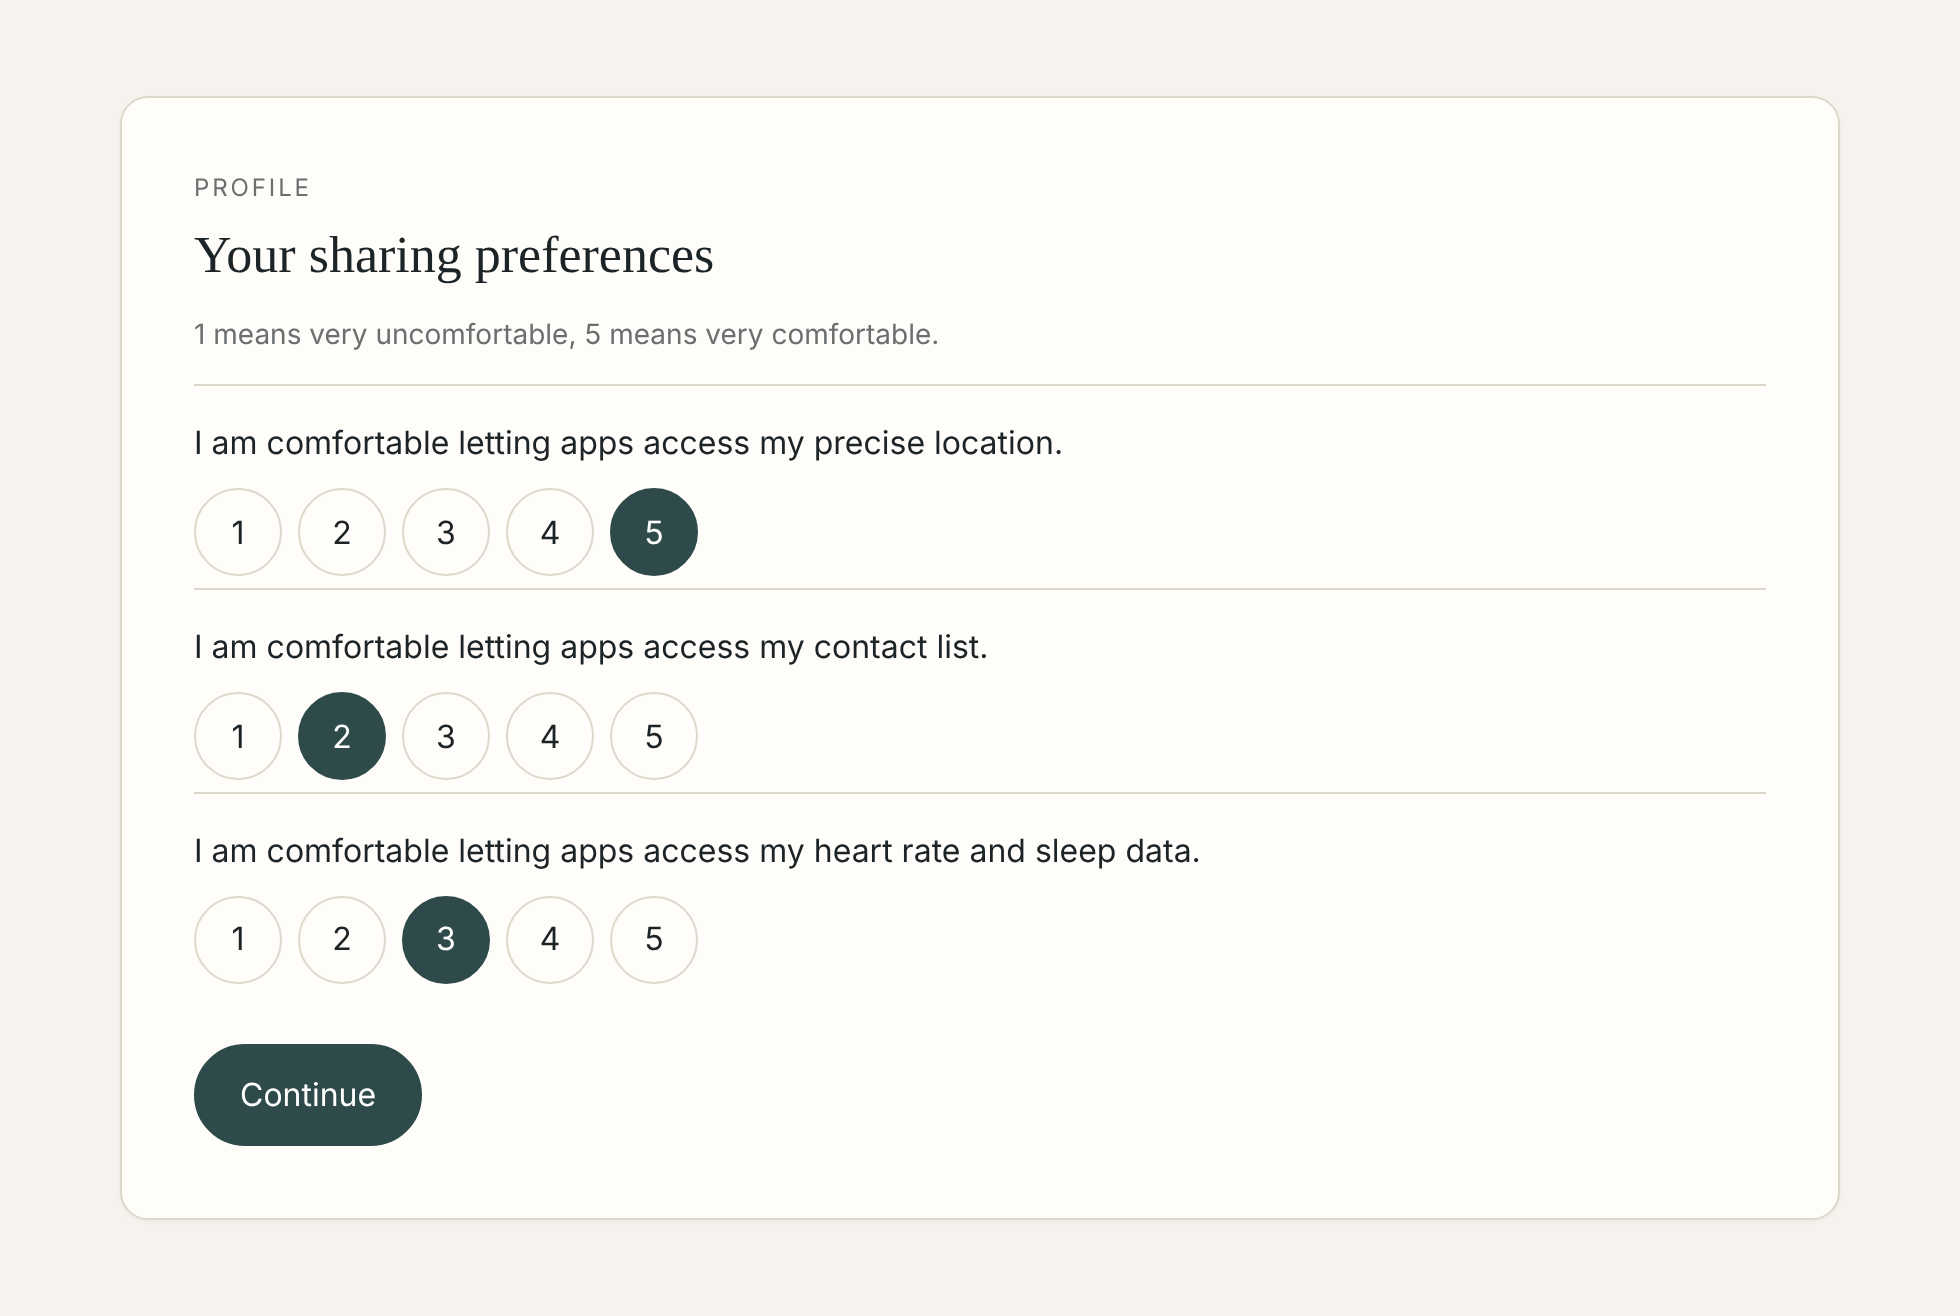 PROFILE
Your sharing preferences
1 means very uncomfortable, 5 means very comfortable.
I am comfortable letting apps access my precise location.
1 2 3 4 5
I am comfortable letting apps access my contact list.
1 2 3 4 5
I am comfortable letting apps access my heart rate and sleep data.
1 2 3 4 5
Continue